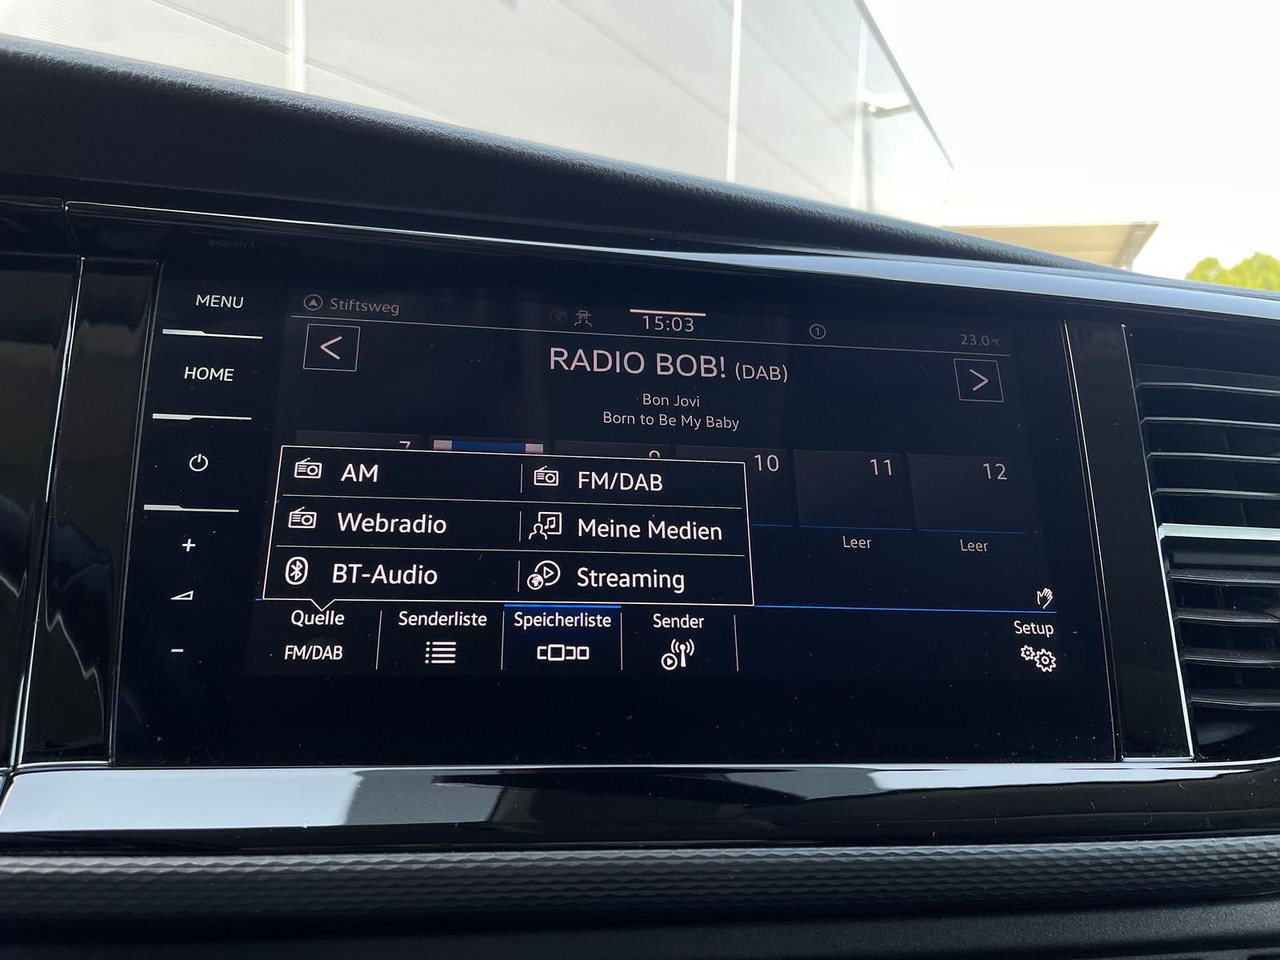 MENU
Stiftsweg
15:03
1
23.0°C
HOME
<
RADIO BOB! (DAB)
>
Bon Jovi
Born to Be My Baby
7
10
11
12
AM
FM/DAB
Webradio
Meine Medien
BT-Audio
Streaming
Leer
Leer
+
-
Quelle
Senderliste
Speicherliste
Sender
Setup
FM/DAB